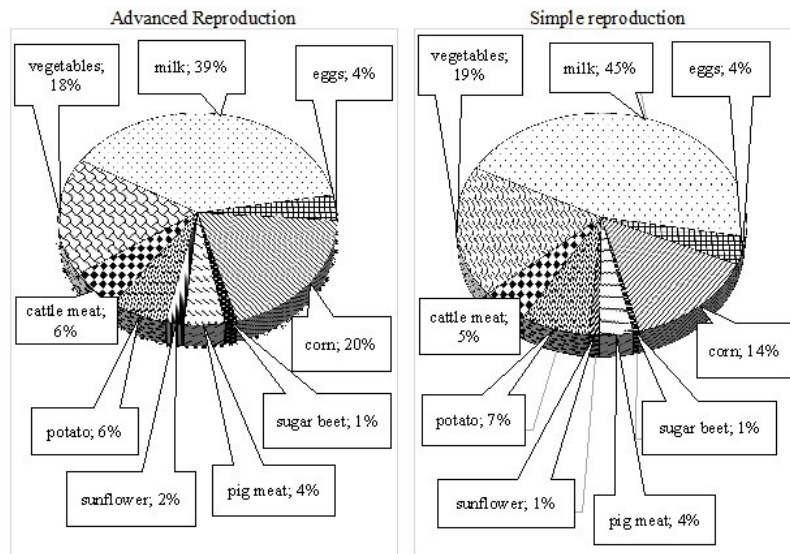 Advanced Reproduction
vegetables;
18%
milk; 39%
eggs; 4%
cattle meat;
6%
corn; 20%
potato; 6%
sugar beet; 1%
sunflower; 2%
pig meat; 4%
Simple reproduction
vegetables;
19%
milk; 45%
eggs; 4%
cattle meat;
5%
corn; 14%
potato; 7%
sugar beet; 1%
sunflower; 1%
pig meat; 4%